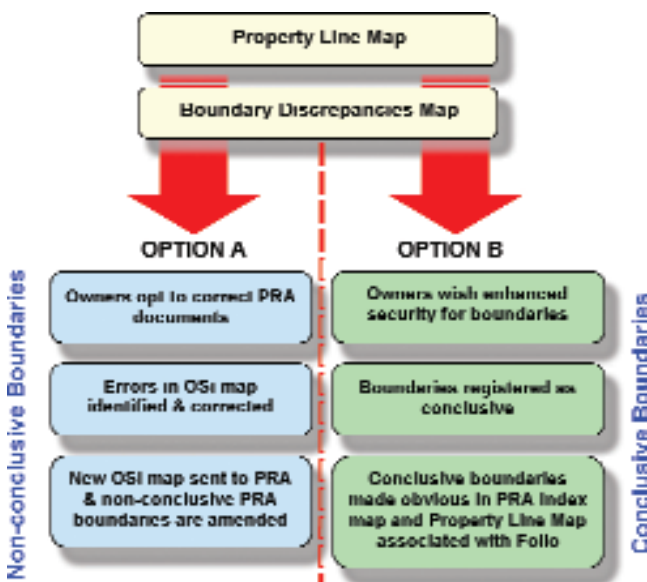 Property Line Map
Boundary Discrepancies Map
OPTION A
Owners opt to correct PRA
documents
Errors in OSi map
identified & corrected
New OSI map sent to PRA
& non-conclusive PRA
boundaries are amended
Non-conclusive Boundaries
OPTION B
Owners wish enhanced
security for boundaries
Boundaries registered as
conclusive
Conclusive boundaries
made obvious in PRA Index
map and Property Line Map
associated with Folio
Conclusive Boundaries